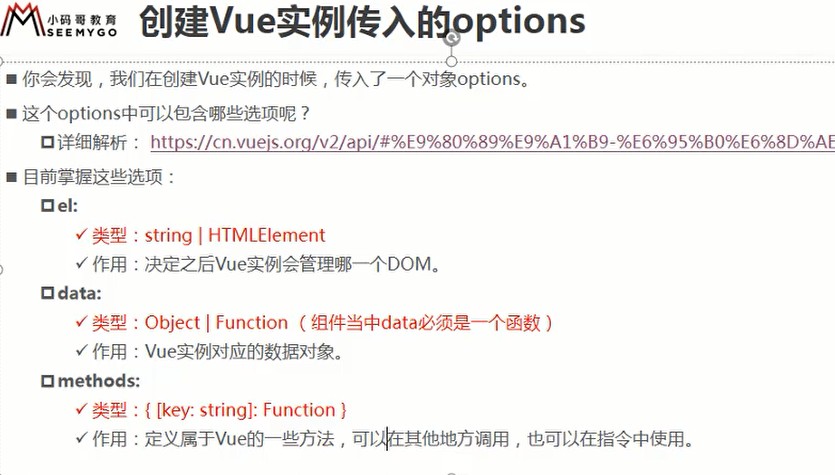 小码哥教育
SEEMYGO
创建Vue实例传入的options
你会发现，我们在创建Vue实例的时候，传入了一个对象options。
这个options中可以包含哪些选项呢？
详细解析： https://cn.vuejs.org/v2/api/#%E9%80%89%E9%A1%B9-%E6%95%B0%E6%8D%AE
目前掌握这些选项：
el:
类型：string | HTMLElement
作用：决定之后Vue实例会管理哪一个DOM。
data:
类型：Object | Function （组件当中data必须是一个函数）
作用：Vue实例对应的数据对象。
methods:
类型：{ [key: string]: Function }
作用：定义属于Vue的一些方法，可以在其他地方调用，也可以在指令中使用。